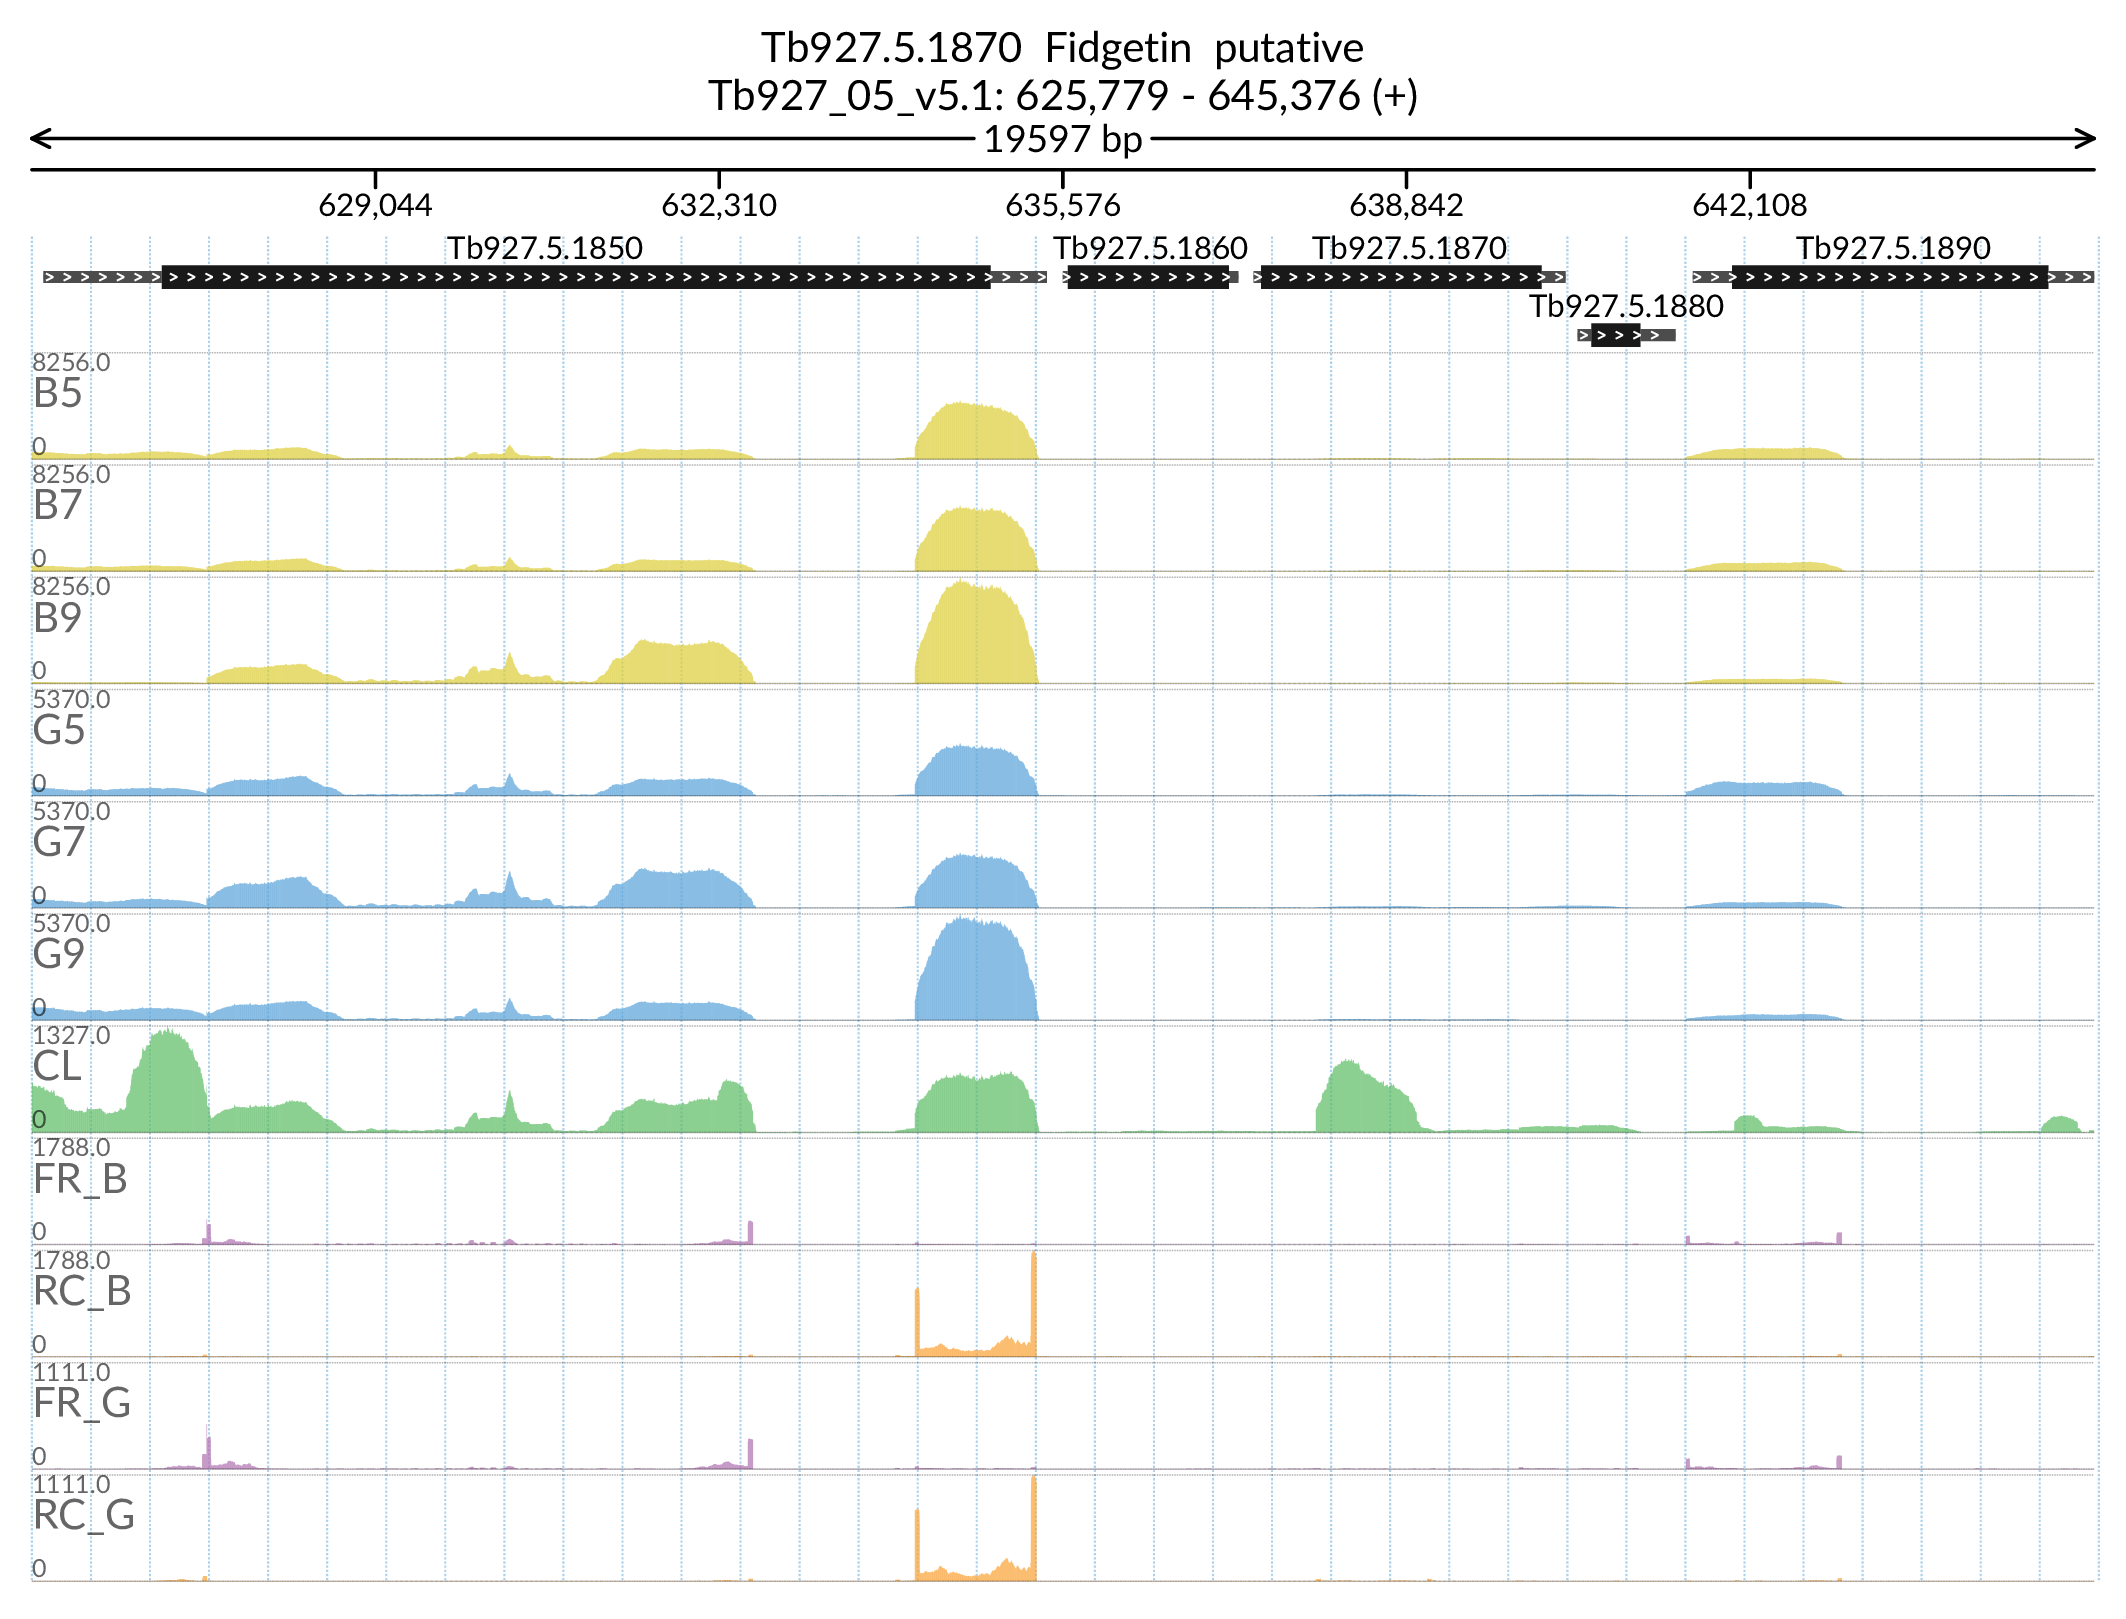 Tb927.5.1870 Fidgetin putative
Tb927_05_v5.1: 625,779 - 645,376 (+)
19597 bp
629,044 632,310 635,576 638,842 642,108
Tb927.5.1850 Tb927.5.1860 Tb927.5.1870 Tb927.5.1890
Tb927.5.1880
8256.0
B5
0
8256.0
B7
0
8256.0
B9
0
5370.0
G5
0
5370.0
G7
0
5370.0
G9
0
1327.0
CL
0
1788.0
FR_B
0
1788.0
RC_B
0
1111.0
FR_G
0
1111.0
RC_G
0